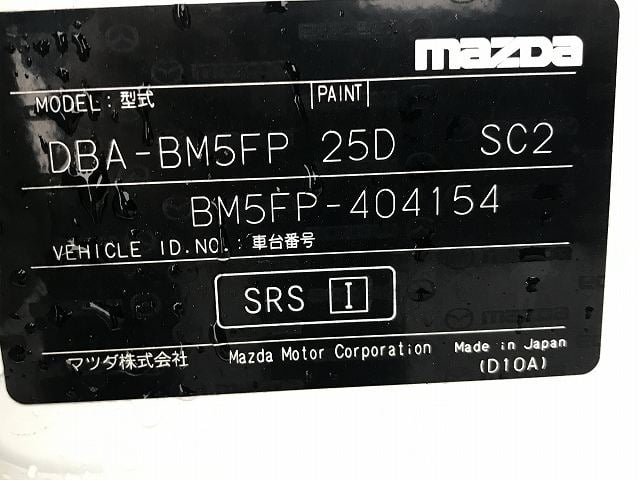 mazda
MODEL: 型式 PAINT
DBA-BM5FP 25D SC2
BM5FP-404154
VEHICLE ID.NO.: 車台番号
SRS I
マツダ株式会社 Mazda Motor Corporation Made in Japan
(D10A)